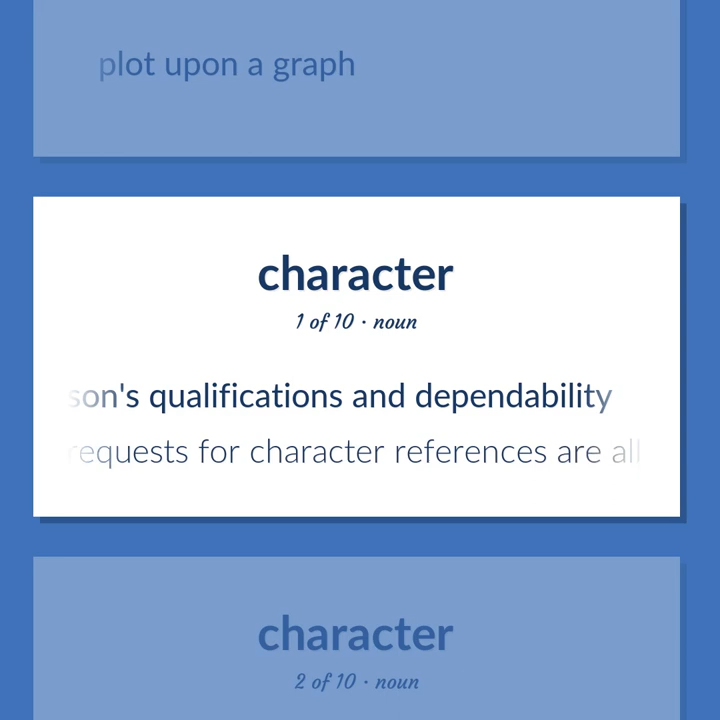 plot upon a graph
character
1 of 10 · noun
son's qualifications and dependability
requests for character references are all
character
2 of 10 · noun